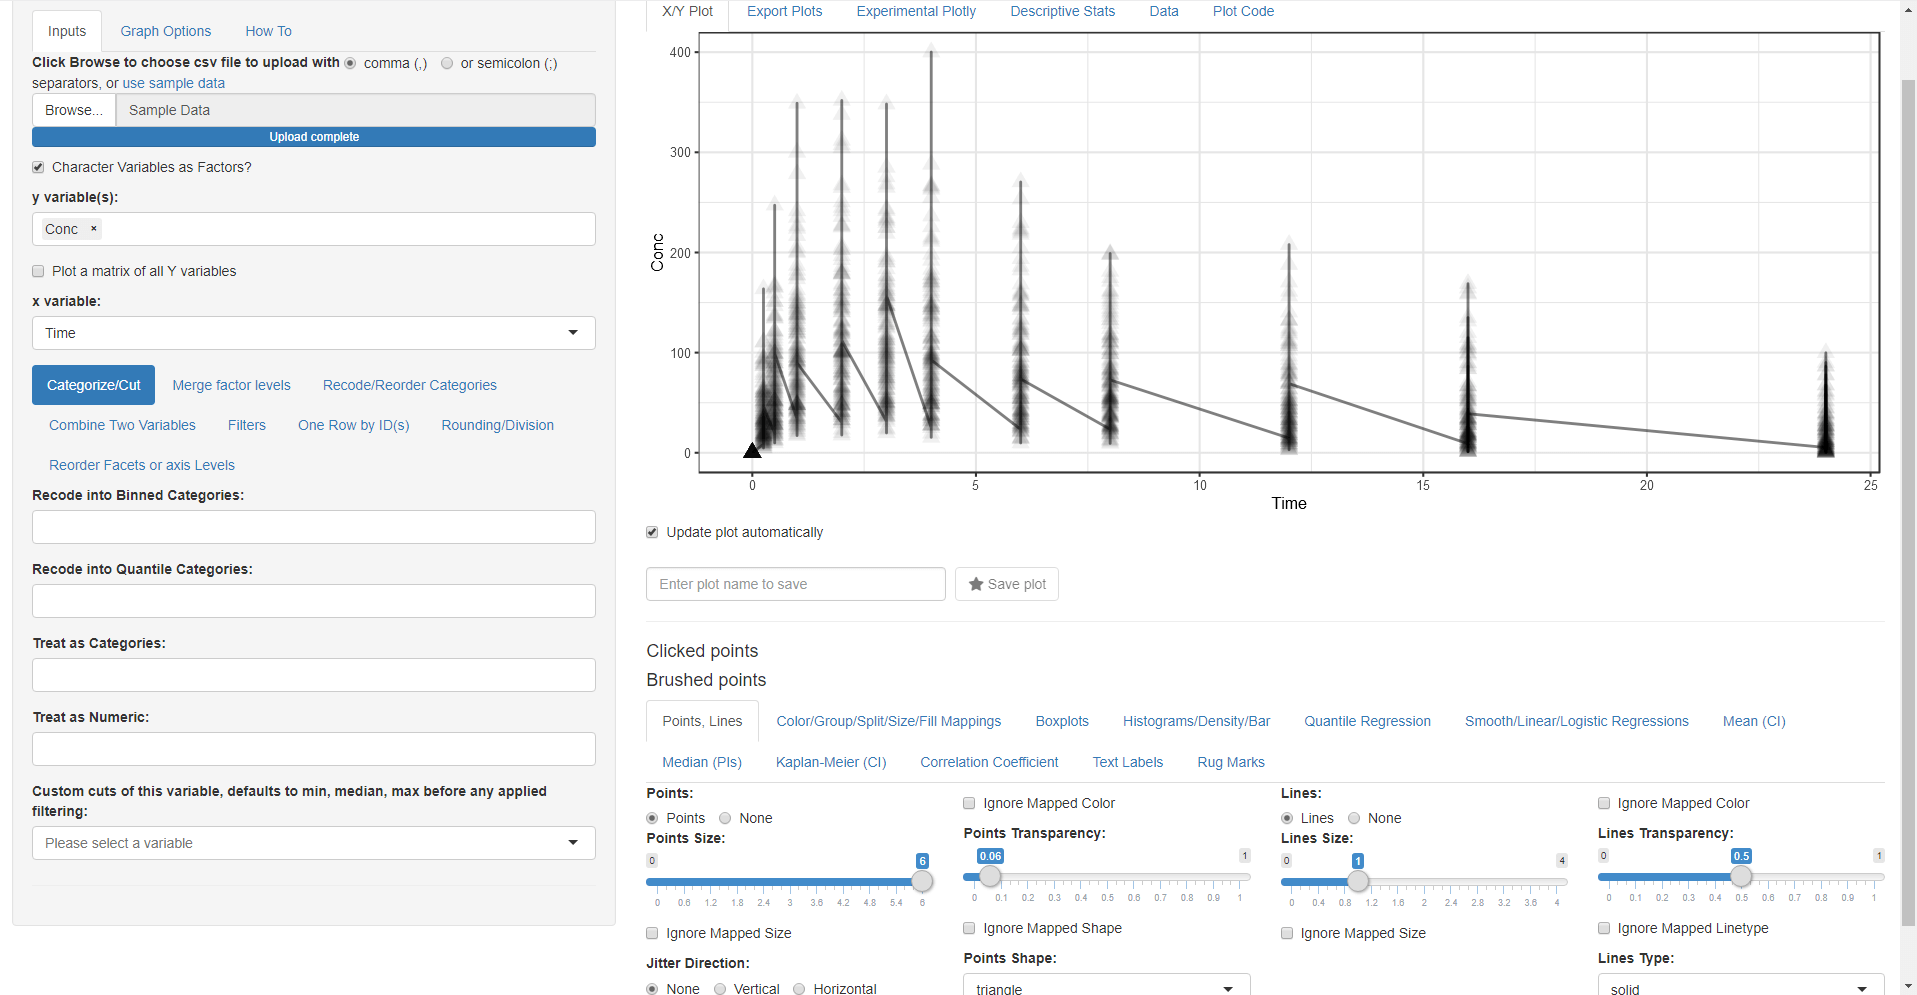 Inputs
Graph Options
How To
Click Browse to choose csv file to upload with comma (,) or semicolon (;)
separators, or use sample data
Browse... Sample Data
Upload complete
Character Variables as Factors?
y variable(s):
Conc ×
Plot a matrix of all Y variables
x variable:
Time
Categorize/Cut Merge factor levels Recode/Reorder Categories
Combine Two Variables Filters One Row by ID(s) Rounding/Division
Reorder Facets or axis Levels
Recode into Binned Categories:
Recode into Quantile Categories:
Treat as Categories:
Treat as Numeric:
Custom cuts of this variable, defaults to min, median, max before any applied
filtering:
Please select a variable
X/Y Plot Export Plots Experimental Plotly Descriptive Stats Data Plot Code
400
300
200
100
0
Conc
0 5 10 15 20 25
Time
Update plot automatically
Enter plot name to save Save plot
Clicked points
Brushed points
Points, Lines Color/Group/Split/Size/Fill Mappings Boxplots Histograms/Density/Bar Quantile Regression Smooth/Linear/Logistic Regressions Mean (CI)
Median (PIs) Kaplan-Meier (CI) Correlation Coefficient Text Labels Rug Marks
Points:
Points None
Points Size:
0 6
0 0.6 1.2 1.8 2.4 3 3.6 4.2 4.8 5.4 6
Ignore Mapped Size
Jitter Direction:
None Vertical Horizontal
Ignore Mapped Color
Points Transparency:
0.06 1
0 0.1 0.2 0.3 0.4 0.5 0.6 0.7 0.8 0.9 1
Ignore Mapped Shape
Points Shape:
triangle
Lines:
Lines None
Lines Size:
0 1 4
0 0.4 0.8 1.2 1.6 2 2.4 2.8 3.2 3.6 4
Ignore Mapped Size
Ignore Mapped Color
Lines Transparency:
0 0.5 1
0 0.1 0.2 0.3 0.4 0.5 0.6 0.7 0.8 0.9 1
Ignore Mapped Linetype
Lines Type:
solid